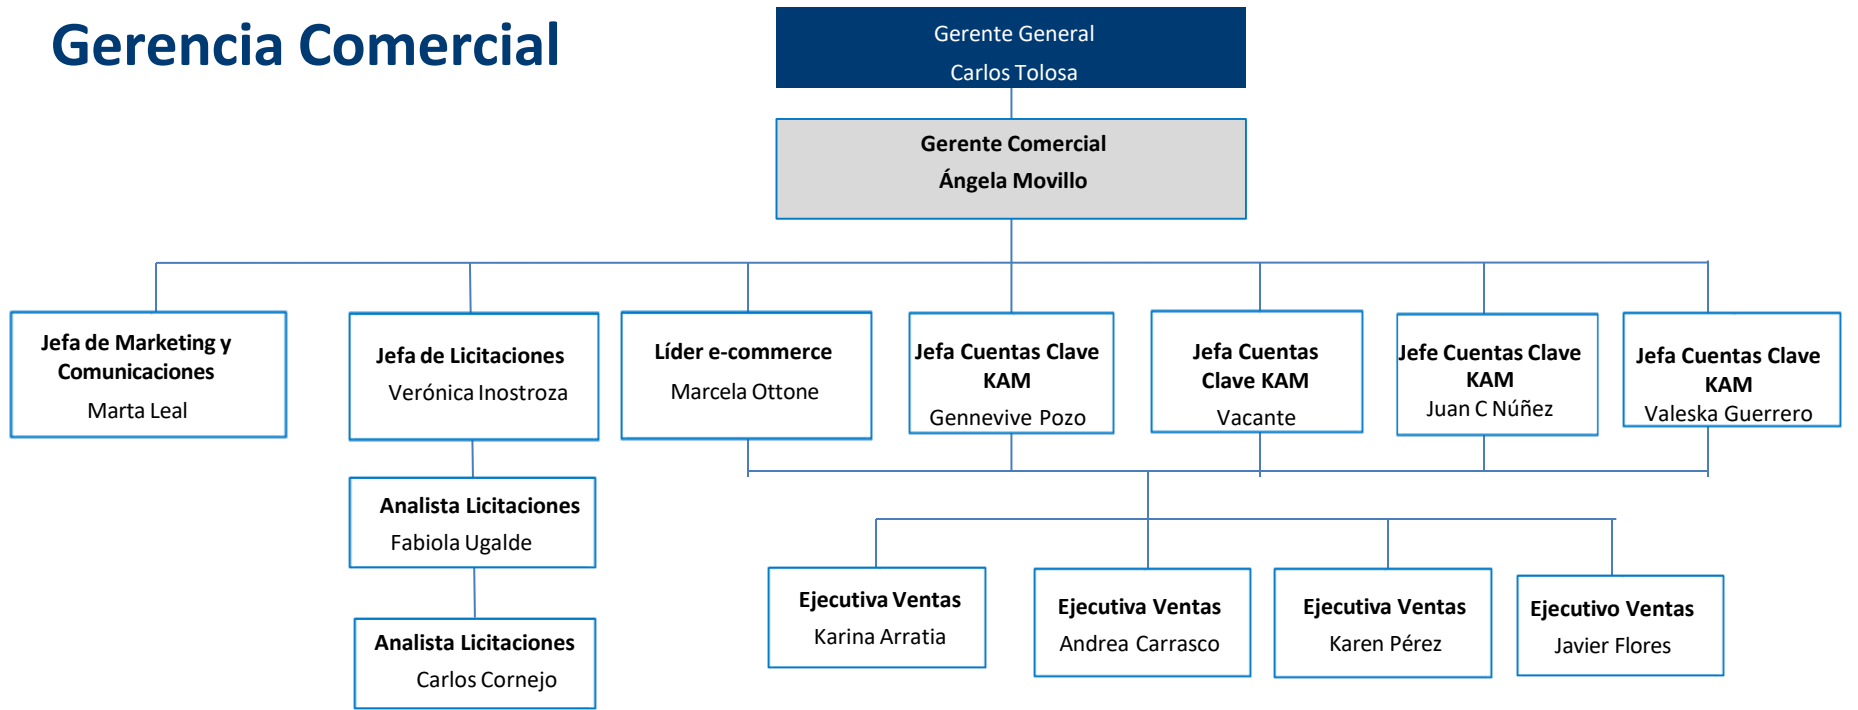 Gerencia Comercial
Gerente General
Carlos Tolosa
Gerente Comercial
Ángela Movillo
Jefa de Marketing y
Comunicaciones
Marta Leal
Jefa de Licitaciones
Verónica Inostroza
Líder e-commerce
Marcela Ottone
Jefa Cuentas Clave
KAM
Gennevive Pozo
Jefa Cuentas
Clave KAM
Vacante
Jefe Cuentas Clave
KAM
Juan C Núñez
Jefa Cuentas Clave
KAM
Valeska Guerrero
Analista Licitaciones
Fabiola Ugalde
Analista Licitaciones
Carlos Cornejo
Ejecutiva Ventas
Karina Arratia
Ejecutiva Ventas
Andrea Carrasco
Ejecutiva Ventas
Karen Pérez
Ejecutivo Ventas
Javier Flores